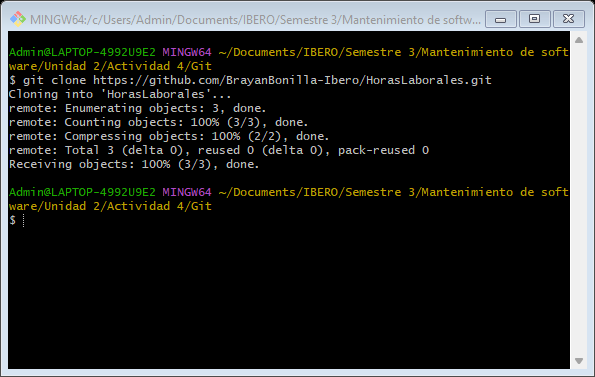 MINGW64:/c/Users/Admin/Documents/IBERO/Semestre 3/Mantenimiento de softw...
Admin@LAPTOP-4992U9E2 MINGW64 ~/Documents/IBERO/Semestre 3/Mantenimiento de soft
ware/Unidad 2/Actividad 4/Git
$ git clone https://github.com/BrayanBonilla-Ibero/HorasLaborales.git
Cloning into 'HorasLaborales'...
remote: Enumerating objects: 3, done.
remote: Counting objects: 100% (3/3), done.
remote: Compressing objects: 100% (2/2), done.
remote: Total 3 (delta 0), reused 0 (delta 0), pack-reused 0
Receiving objects: 100% (3/3), done.
Admin@LAPTOP-4992U9E2 MINGW64 ~/Documents/IBERO/Semestre 3/Mantenimiento de soft
ware/Unidad 2/Actividad 4/Git
$